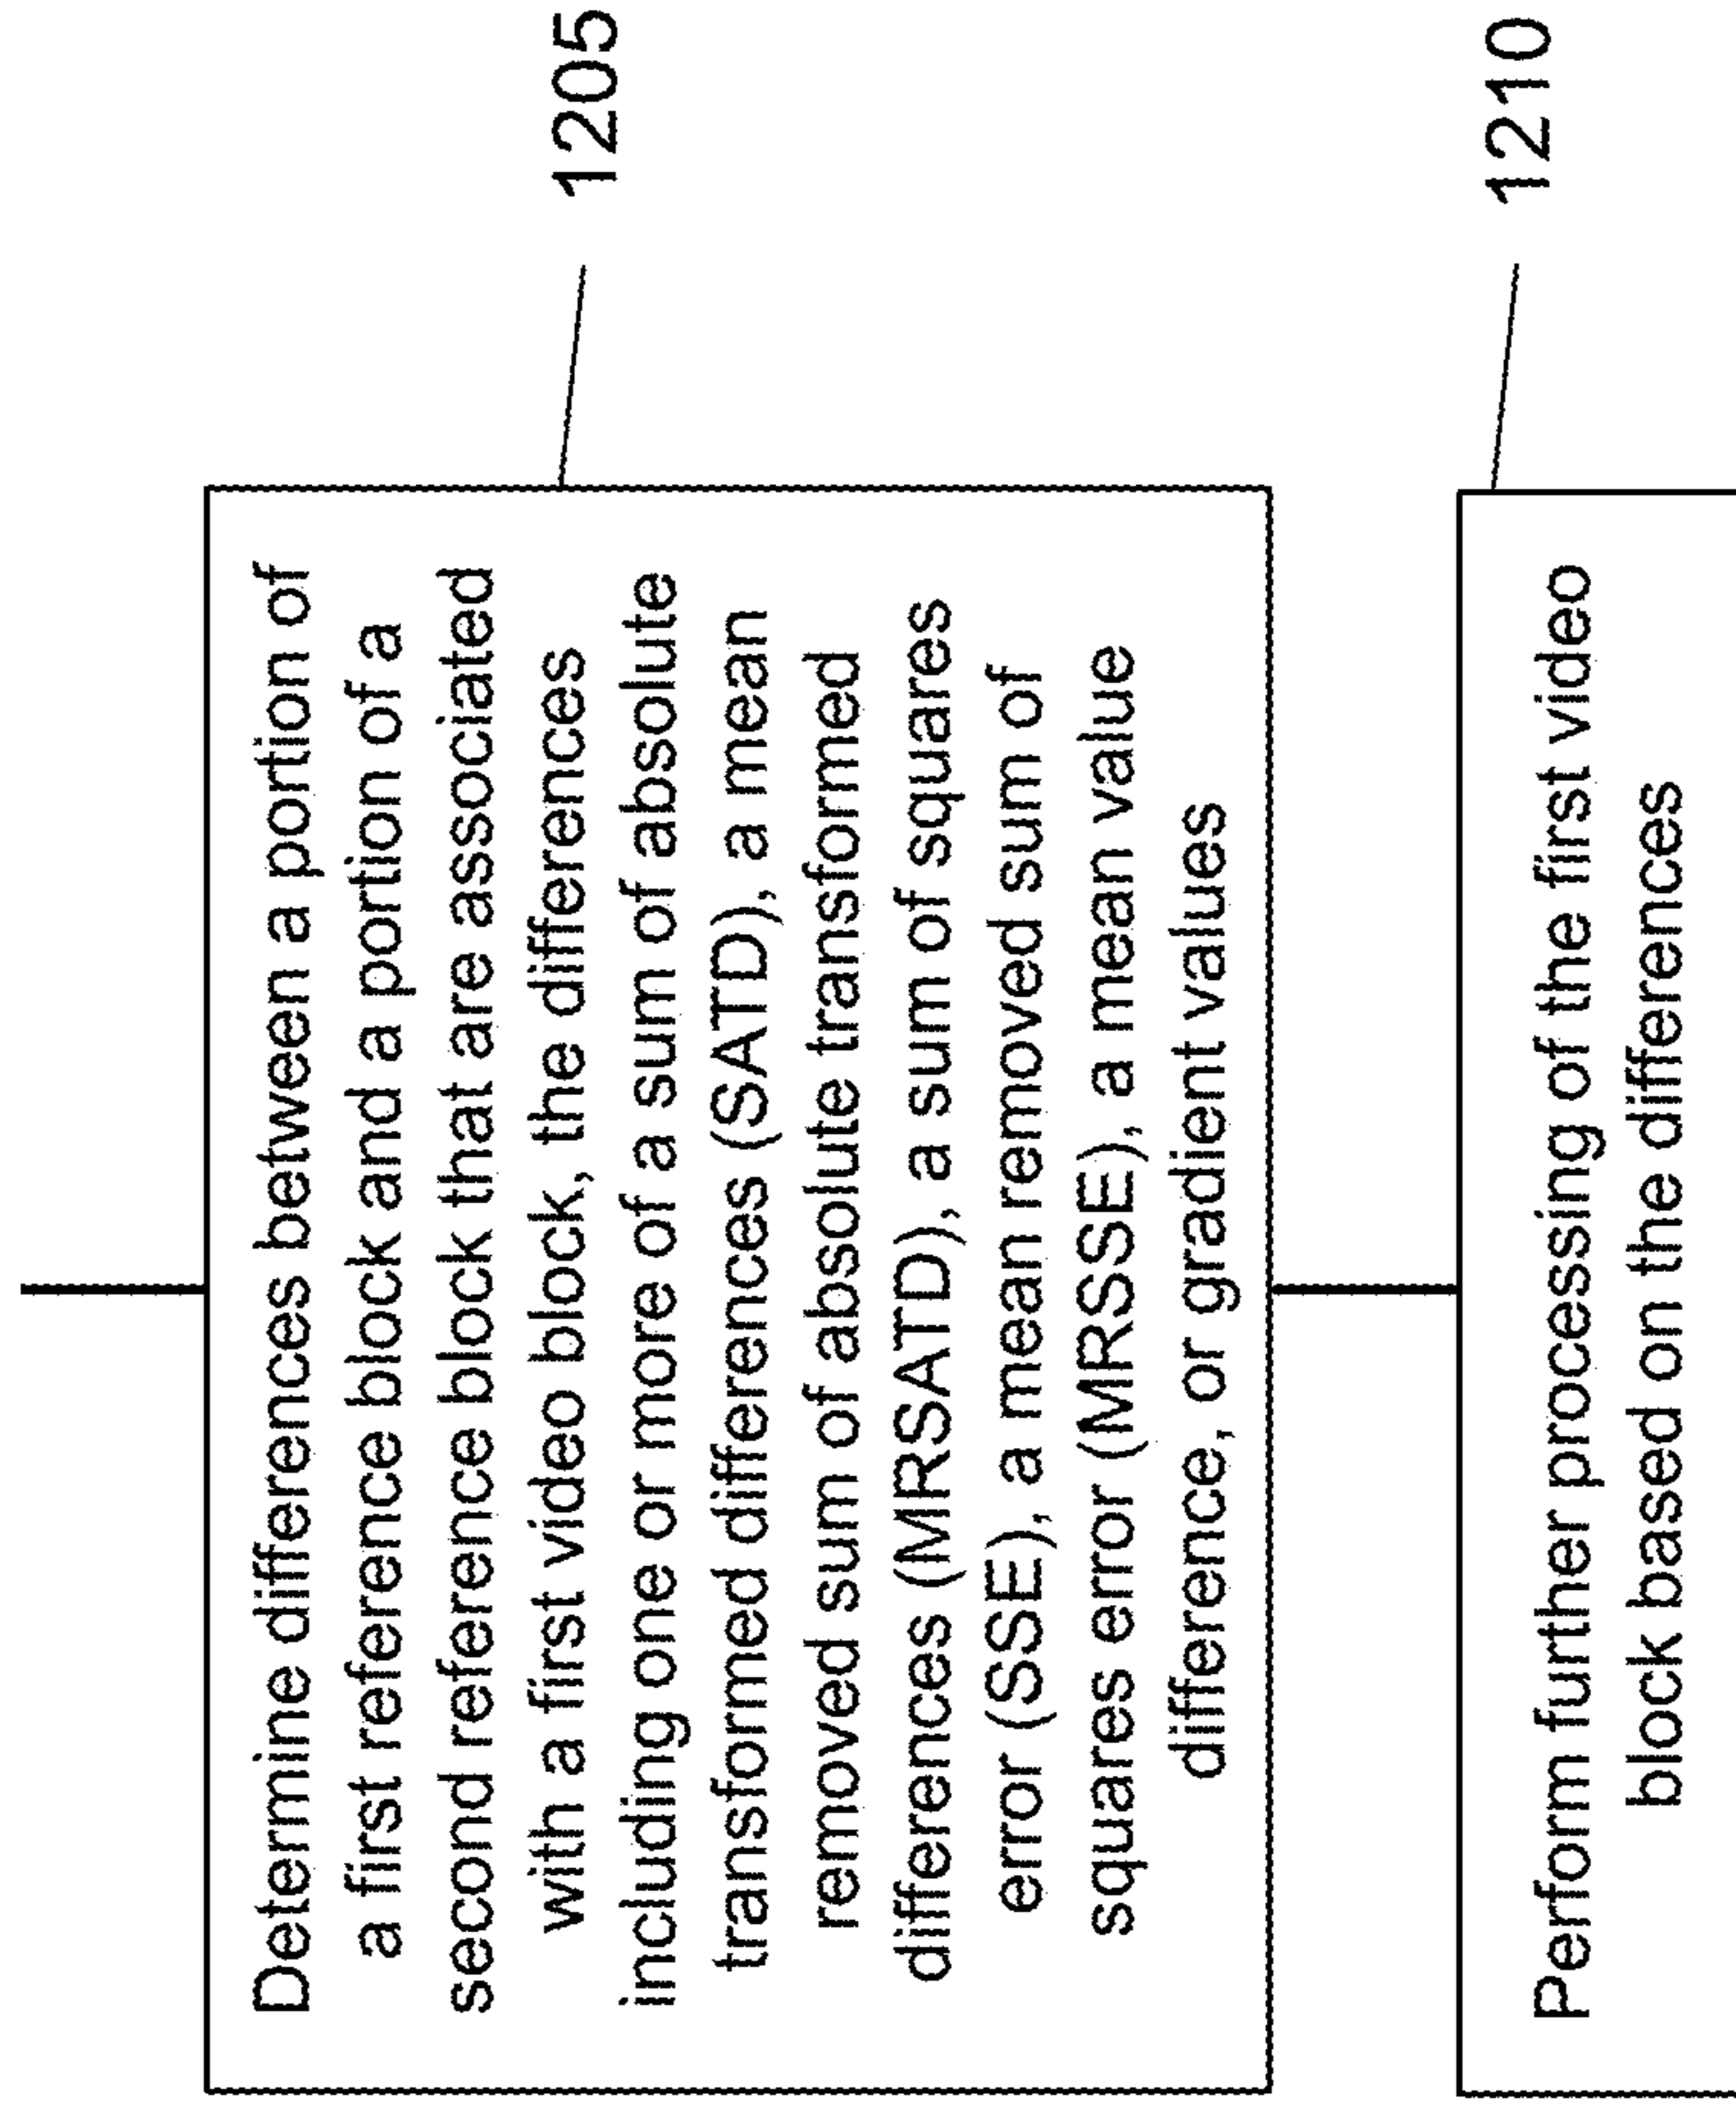 Determine differences between a portion of
a first reference block and a portion of a
second reference block that are associated
with a first video block, the differences
including one or more of a sum of absolute
transformed differences (SATD), a mean
removed sum of absolute transformed
differences (MRSATD), a sum of squares
error (SSE), a mean removed sum of
squares error (MRSSE), a mean value
difference, or gradient values
1205
Perform further processing of the first video
block based on the differences
1210